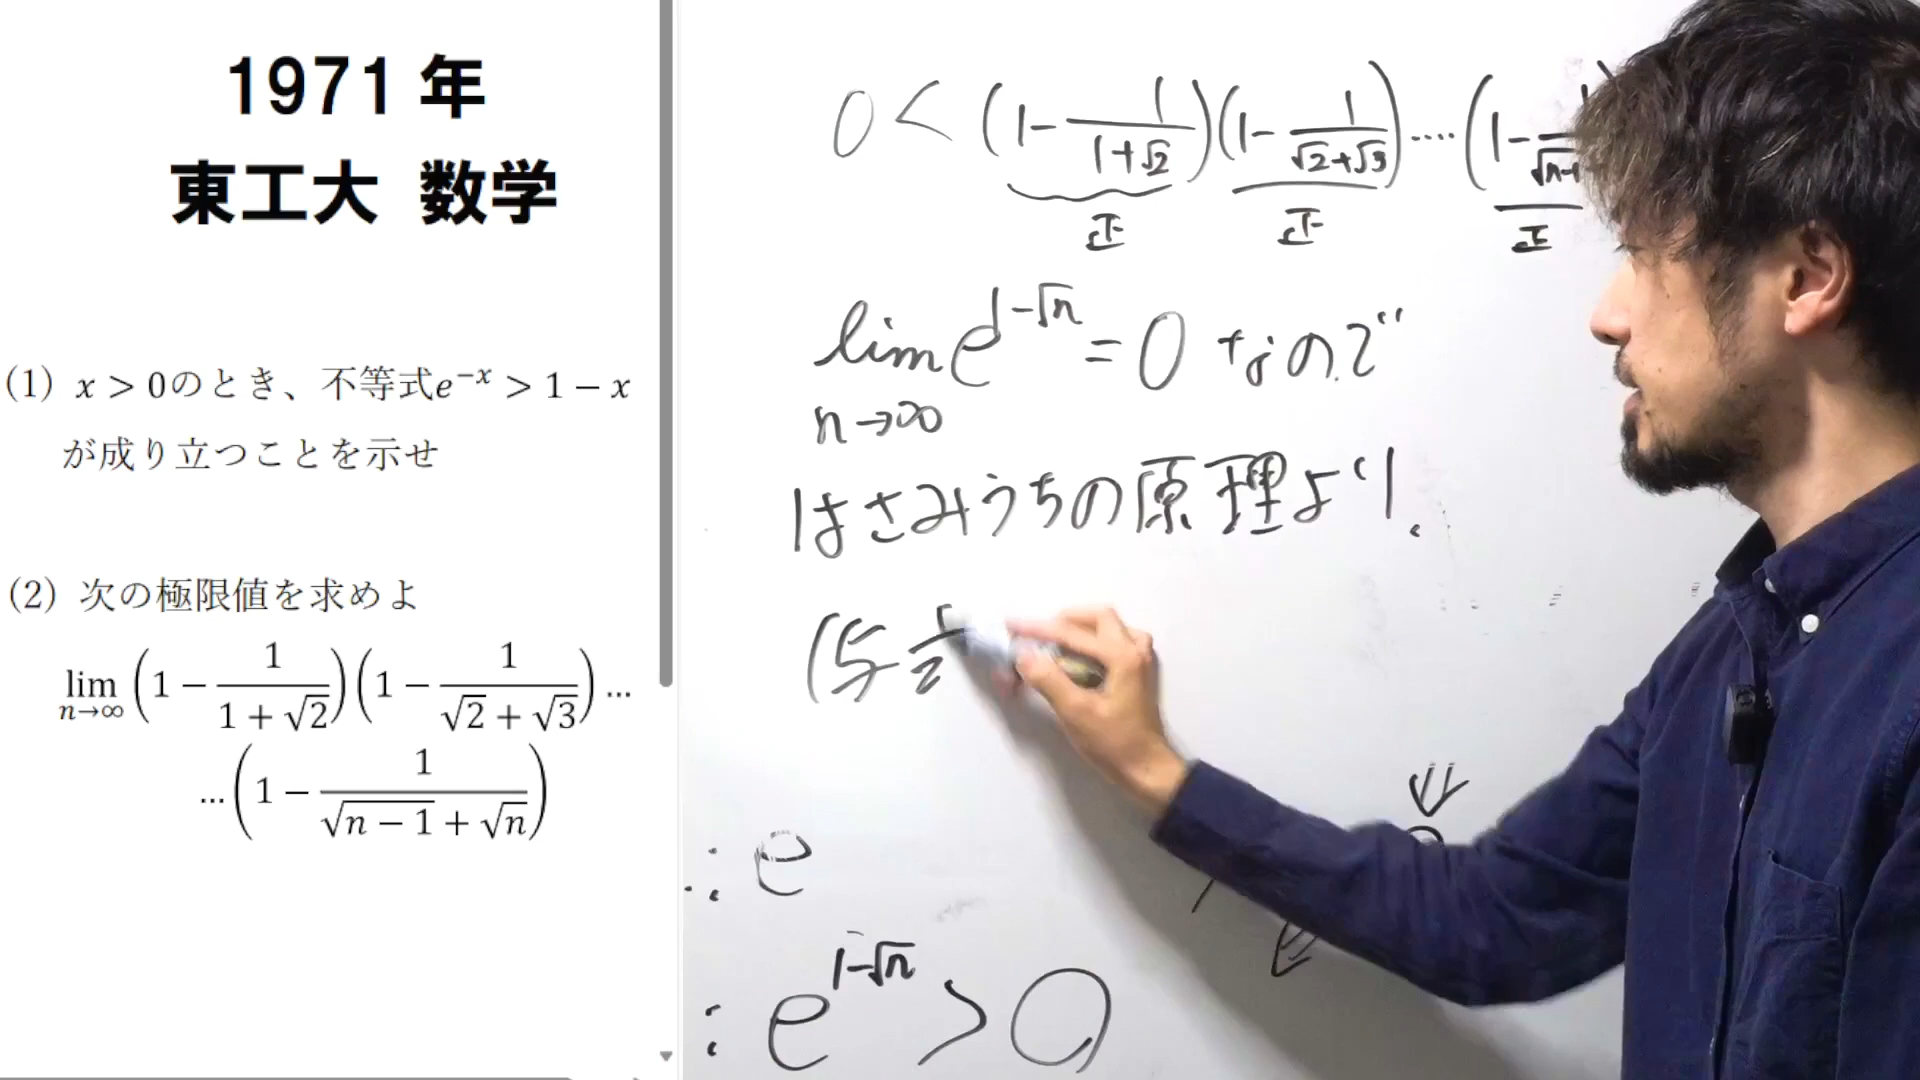 1971年
東工大 数学
(1) x > 0のとき、不等式e^{-x} > 1 − x
が成り立つことを示せ
(2) 次の極限値を求めよ
lim_{n→∞} (1 − 1/(1 + √2)) (1 − 1/(√2 + √3)) …
… (1 − 1/(√(n − 1) + √n))
0 < (1 − 1/(1+√2)) (1 − 1/(√2+√3)) ···· (1 −
正 正 正
lim_{n→∞} e^{1−√n} = 0 なので
はさみうちの原理より.
(与式
: e
: e^{1−√n} > 0